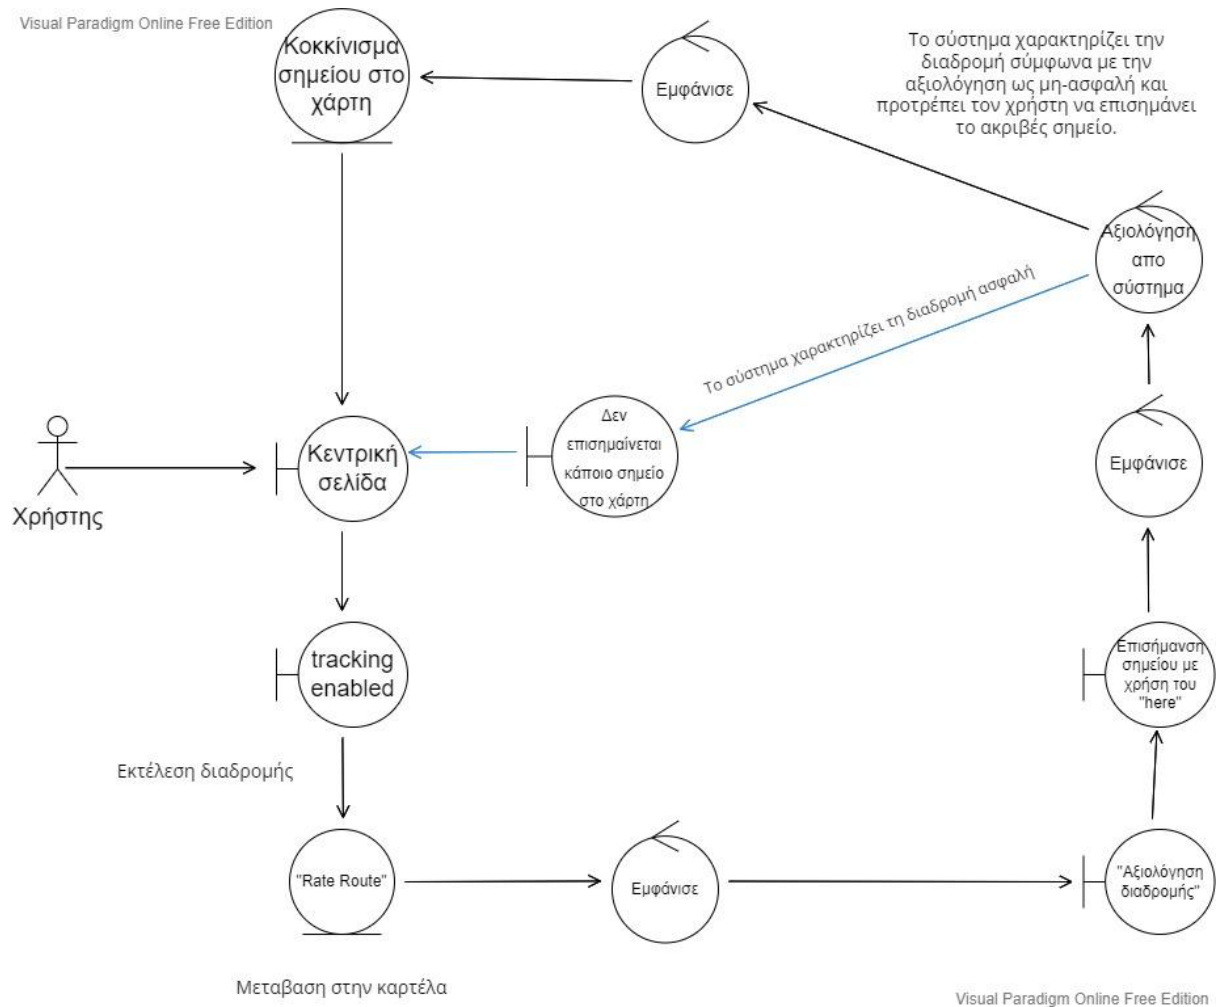 Visual Paradigm Online Free Edition
Κοκκίνισμα
σημείου στο
χάρτη
Εμφάνισε
Το σύστημα χαρακτηρίζει την
διαδρομή σύμφωνα με την
αξιολόγηση ως μη-ασφαλή και
προτρέπει τον χρήστη να επισημάνει
το ακριβές σημείο.
Αξιολόγηση
απο
σύστημα
Το σύστημα χαρακτηρίζει τη διαδρομή ασφαλή
Δεν
επισημαίνεται
κάποιο σημείο
στο χάρτη
Κεντρική
σελίδα
Χρήστης
Εμφάνισε
tracking
enabled
Επισήμανση
σημείου με
χρήση του
"here"
Εκτέλεση διαδρομής
"Rate Route"
Εμφάνισε
"Αξιολόγηση
διαδρομής"
Μεταβαση στην καρτέλα
Visual Paradigm Online Free Edition